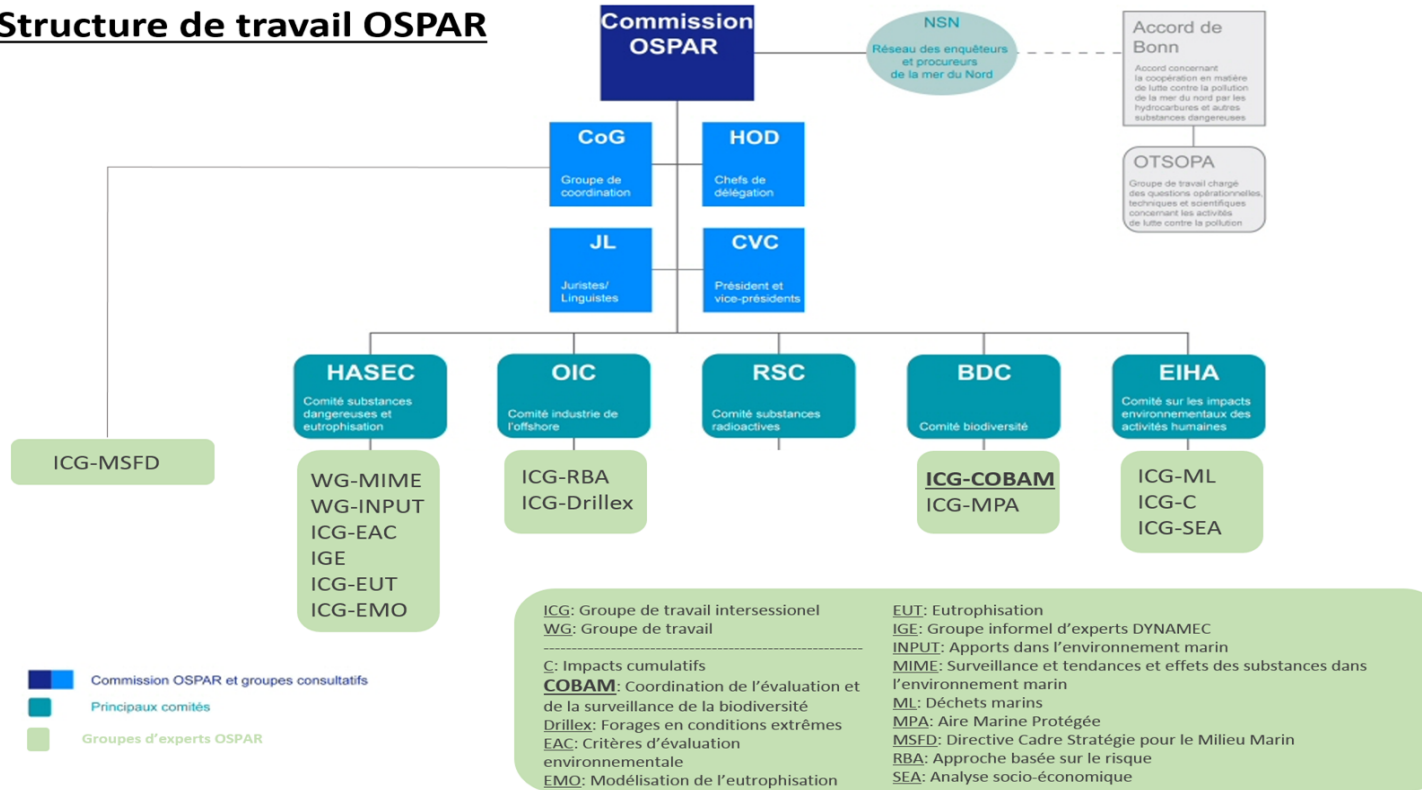 Structure de travail OSPAR
Commission
OSPAR
NSN
Réseau des enquêteurs
et procureurs
de la mer du Nord
Accord de
Bonn
Accord concernant
la coopération en matière
de lutte contre la pollution
de la mer du nord par les
hydrocarbures et autres
substances dangereuses
OTSOPA
Groupe de travail chargé
des questions opérationnelles,
techniques et scientifiques
concernant les activités
de lutte contre la pollution
CoG
Groupe de
coordination
HOD
Chefs de
délégation
JL
Juristes/
Linguistes
CVC
Président et
vice-présidents
HASEC
Comité substances
dangereuses et
eutrophisation
OIC
Comité industrie de
l'offshore
RSC
Comité substances
radioactives
BDC
Comité biodiversité
EIHA
Comité sur les impacts
environnementaux des
activités humaines
ICG-MSFD
WG-MIME
WG-INPUT
ICG-EAC
IGE
ICG-EUT
ICG-EMO
ICG-RBA
ICG-Drillex
ICG-COBAM
ICG-MPA
ICG-ML
ICG-C
ICG-SEA
Commission OSPAR et groupes consultatifs
Principaux comités
Groupes d'experts OSPAR
ICG: Groupe de travail intersessionel
WG: Groupe de travail
----------------------------------------------------------
C: Impacts cumulatifs
COBAM: Coordination de l'évaluation et
de la surveillance de la biodiversité
Drillex: Forages en conditions extrêmes
EAC: Critères d'évaluation
environnementale
EMO: Modélisation de l'eutrophisation
EUT: Eutrophisation
IGE: Groupe informel d'experts DYNAMEC
INPUT: Apports dans l'environnement marin
MIME: Surveillance et tendances et effets des substances dans
l'environnement marin
ML: Déchets marins
MPA: Aire Marine Protégée
MSFD: Directive Cadre Stratégie pour le Milieu Marin
RBA: Approche basée sur le risque
SEA: Analyse socio-économique